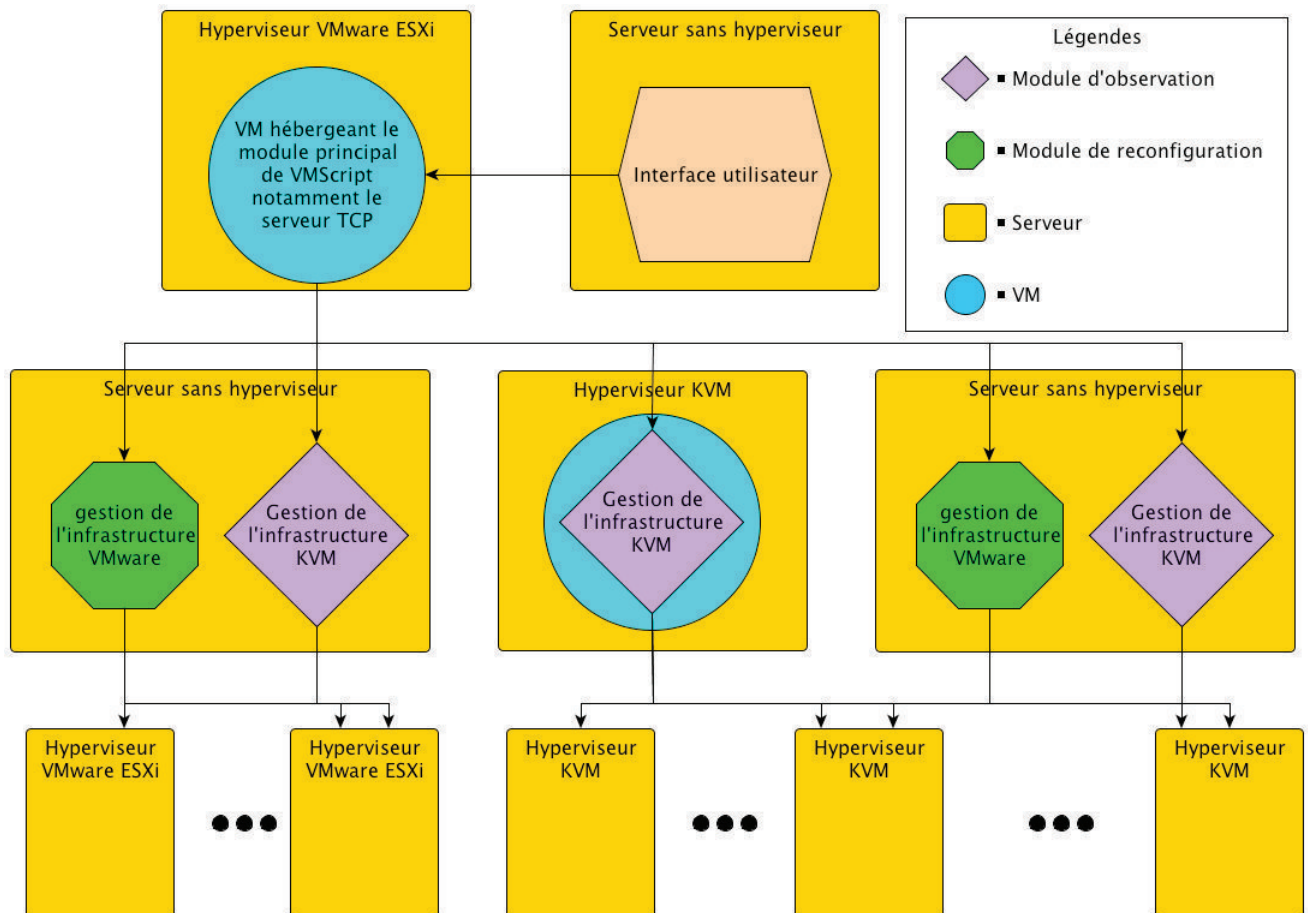 Hyperviseur VMware ESXi
Serveur sans hyperviseur
Légendes
Module d'observation
Module de reconfiguration
Serveur
VM
VM hébergeant le
module principal
de VMScript
notamment le
serveur TCP
Interface utilisateur
Serveur sans hyperviseur
Hyperviseur KVM
Serveur sans hyperviseur
gestion de
l'infrastructure
VMware
Gestion de
l'infrastructure
KVM
Gestion de
l'infrastructure
KVM
gestion de
l'infrastructure
VMware
Gestion de
l'infrastructure
KVM
Hyperviseur
VMware ESXi
Hyperviseur
VMware ESXi
Hyperviseur
KVM
Hyperviseur
KVM
Hyperviseur
KVM